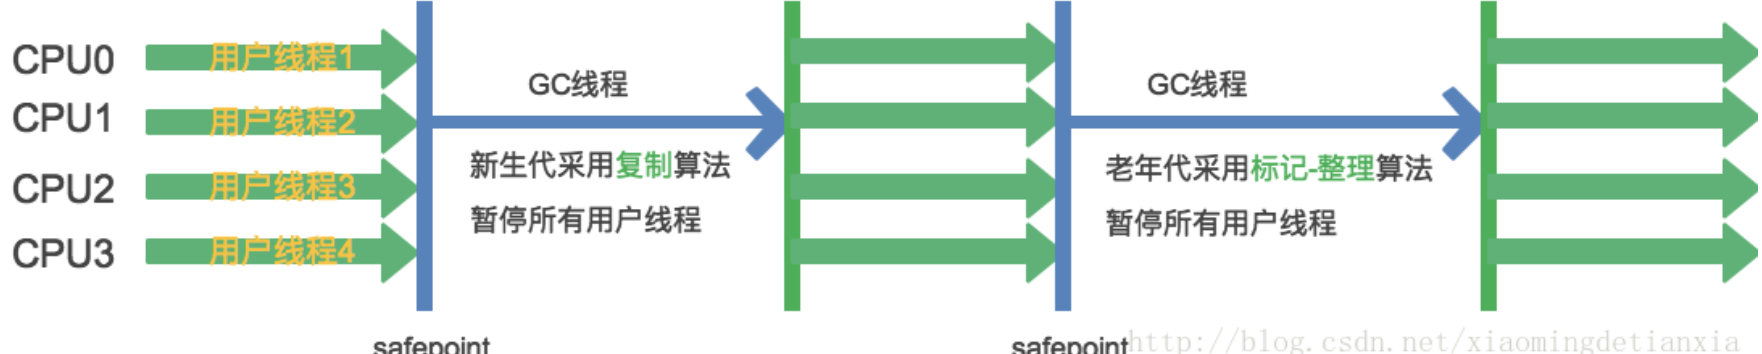 CPU0
用户线程1
CPU1
用户线程2
CPU2
用户线程3
CPU3
用户线程4
GC线程
新生代采用复制算法
暂停所有用户线程
GC线程
老年代采用标记-整理算法
暂停所有用户线程
safepoint
safepoint
http://blog.csdn.net/xiaomingdetianxia